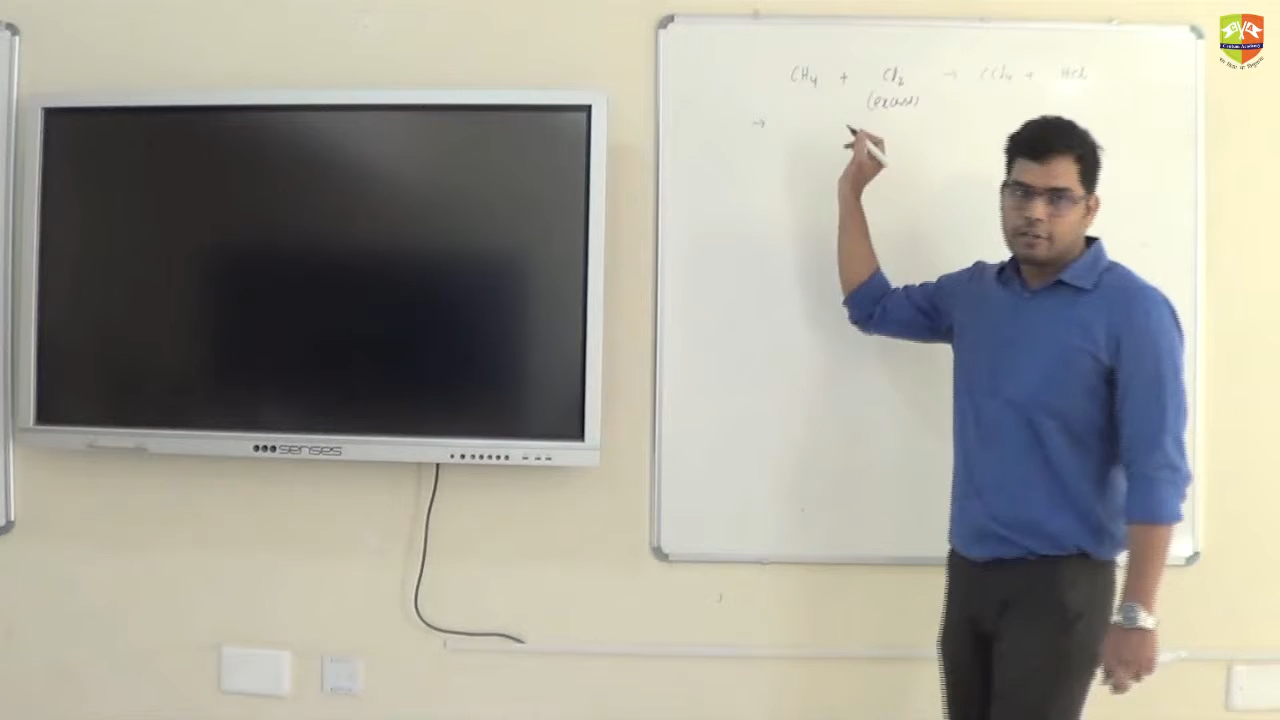 CH4 + Cl2 → CCl4 + HCl
(excess)
→
senses